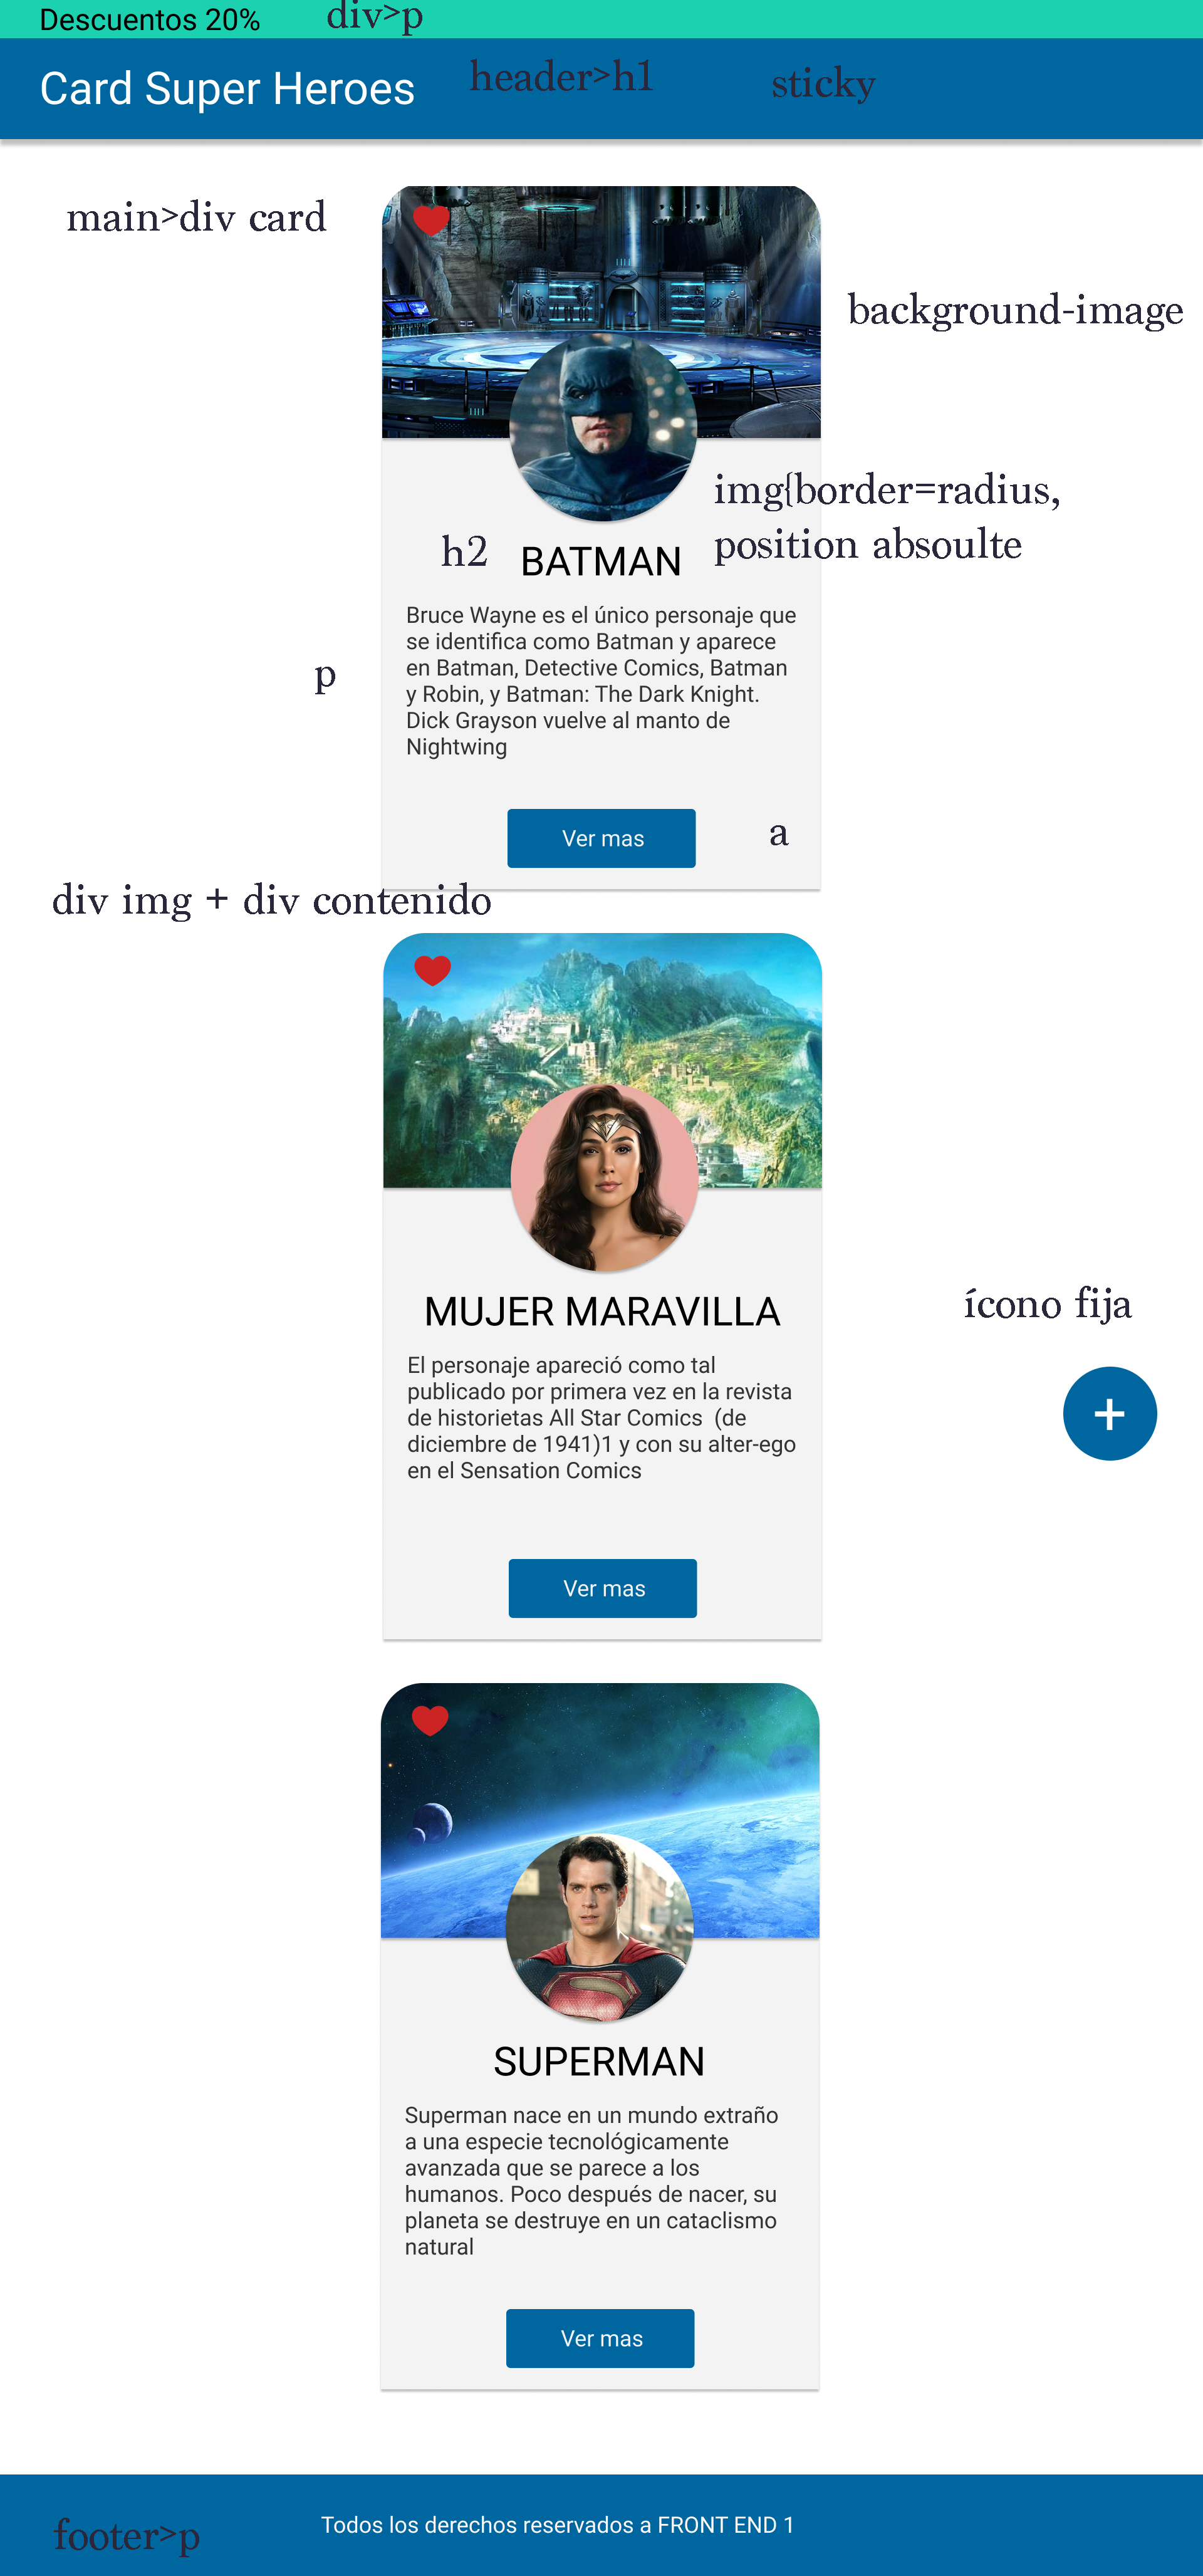 Descuentos 20%
div>p
Card Super Heroes
header>h1
sticky
main>div card
background-image
img{border=radius,
position absoulte
h2
BATMAN
Bruce Wayne es el único personaje que
se identifica como Batman y aparece
en Batman, Detective Comics, Batman
y Robin, y Batman: The Dark Knight.
Dick Grayson vuelve al manto de
Nightwing
p
Ver mas
a
div img + div contenido
MUJER MARAVILLA
El personaje apareció como tal
publicado por primera vez en la revista
de historietas All Star Comics  (de
diciembre de 1941)1 y con su alter-ego
en el Sensation Comics
ícono fija
+
Ver mas
SUPERMAN
Superman nace en un mundo extraño
a una especie tecnológicamente
avanzada que se parece a los
humanos. Poco después de nacer, su
planeta se destruye en un cataclismo
natural
Ver mas
footer>p
Todos los derechos reservados a FRONT END 1